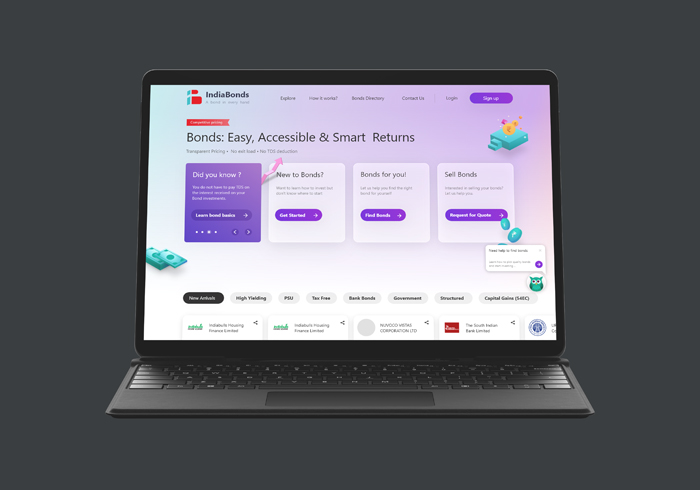 IndiaBonds
A bond in every hand
Explore
How it works?
Bonds Directory
Contact Us
Login
Sign up
Competitive pricing
Bonds: Easy, Accessible & Smart Returns
Transparent Pricing • No exit load • No TDS deduction
Did you know ?
You do not have to pay TDS on
the interest received on your
Bond investments.
Learn bond basics
New to Bonds?
Want to learn how to invest but
don't know where to start
Get Started
Bonds for you!
Let us help you find the right
bond for yourself!
Find Bonds
Sell Bonds
Interested in selling your bonds?
Let us help you.
Request for Quote
Need help to find bonds
New Arrivals
High Yielding
PSU
Tax Free
Bank Bonds
Government
Structured
Capital Gains (54EC)
Indiabulls Housing
Finance Limited
Indiabulls Housing
Finance Limited
NUVOCO VISTAS
CORPORATION LTD
The South Indian
Bank Limited